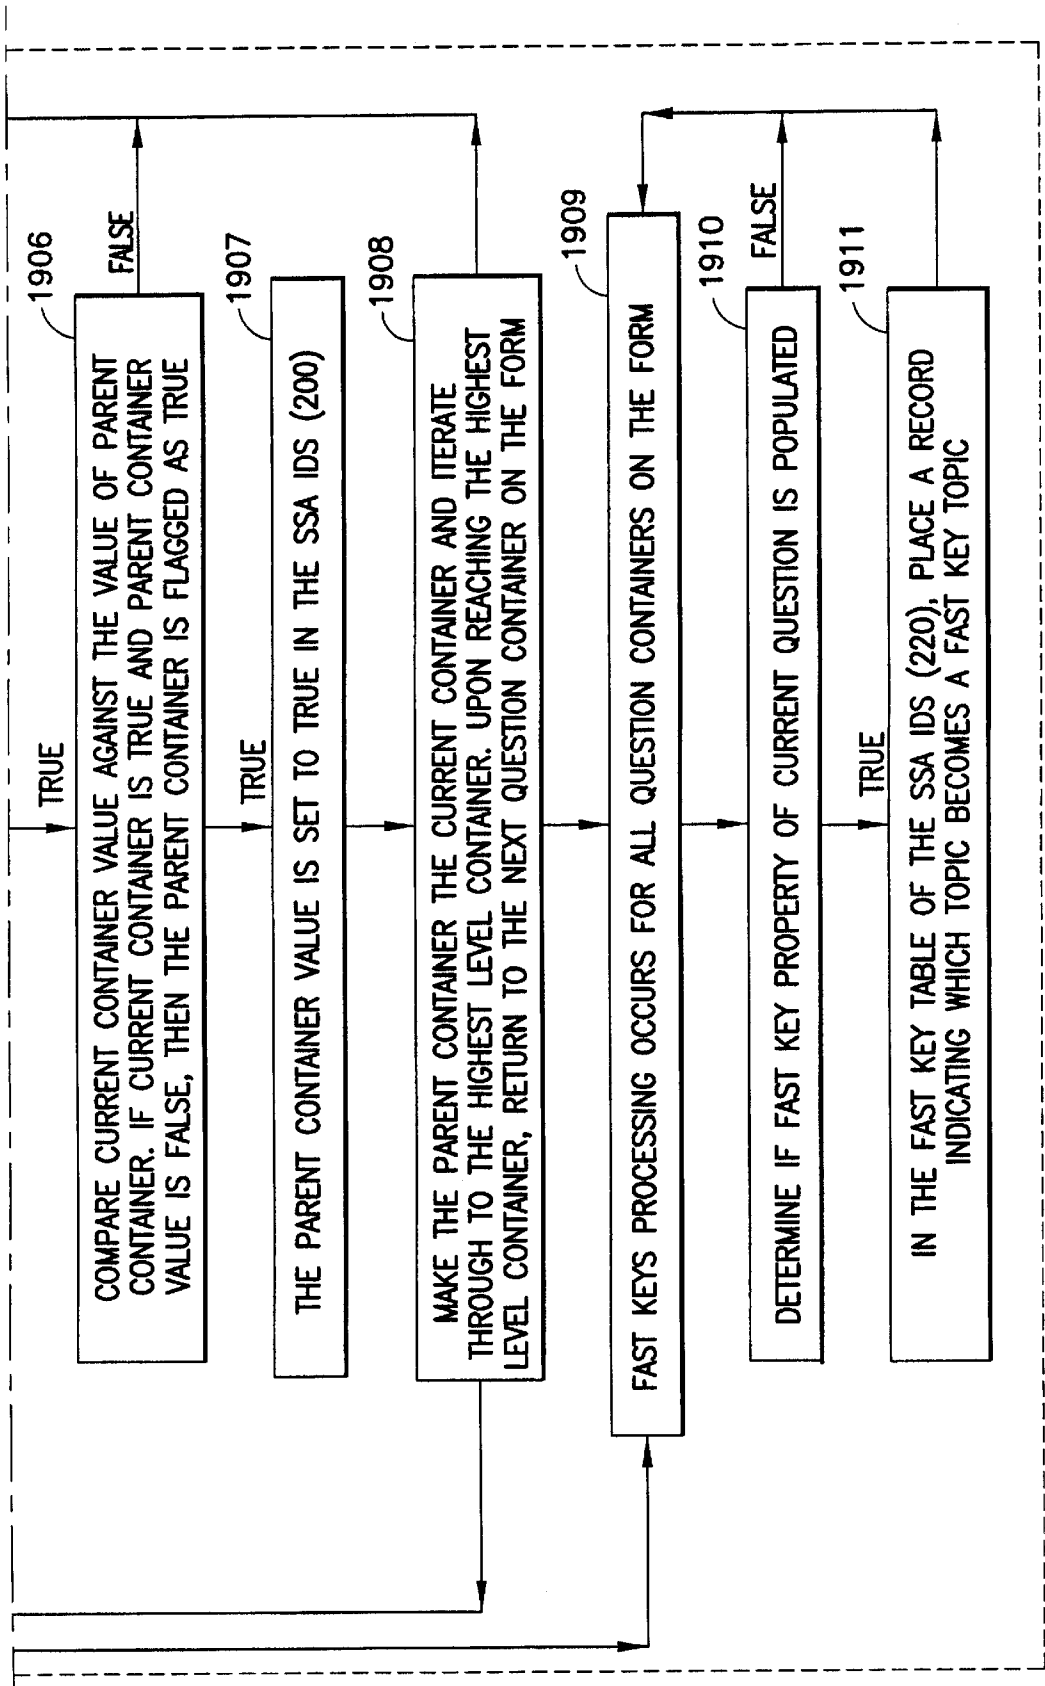 TRUE
1906
COMPARE CURRENT CONTAINER VALUE AGAINST THE VALUE OF PARENT
CONTAINER. IF CURRENT CONTAINER IS TRUE AND PARENT CONTAINER
VALUE IS FALSE, THEN THE PARENT CONTAINER IS FLAGGED AS TRUE
FALSE
TRUE
1907
THE PARENT CONTAINER VALUE IS SET TO TRUE IN THE SSA IDS (200)
1908
MAKE THE PARENT CONTAINER THE CURRENT CONTAINER AND ITERATE
THROUGH TO THE HIGHEST LEVEL CONTAINER. UPON REACHING THE HIGHEST
LEVEL CONTAINER, RETURN TO THE NEXT QUESTION CONTAINER ON THE FORM
1909
FAST KEYS PROCESSING OCCURS FOR ALL QUESTION CONTAINERS ON THE FORM
1910
DETERMINE IF FAST KEY PROPERTY OF CURRENT QUESTION IS POPULATED
FALSE
TRUE
1911
IN THE FAST KEY TABLE OF THE SSA IDS (220), PLACE A RECORD
INDICATING WHICH TOPIC BECOMES A FAST KEY TOPIC